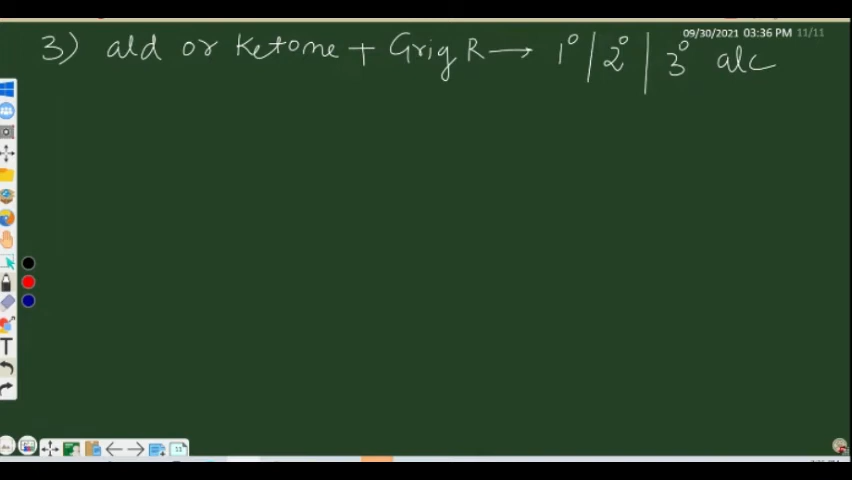 09/30/2021 03:36 PM 11/11
3) ald or Ketone + Grig R → 1° | 2° | 3° alc
T